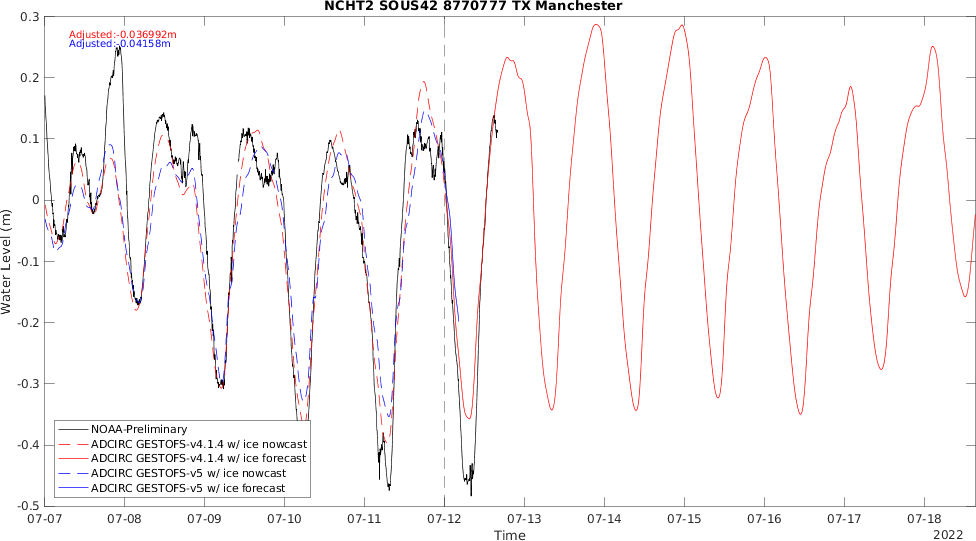 NCHT2 SOUS42 8770777 TX Manchester
Adjusted:-0.036992m
Adjusted:-0.04158m
0.3
0.2
0.1
0
-0.1
-0.2
-0.3
-0.4
-0.5
Water Level (m)
NOAA-Preliminary
ADCIRC GESTOFS-v4.1.4 w/ ice nowcast
ADCIRC GESTOFS-v4.1.4 w/ ice forecast
ADCIRC GESTOFS-v5 w/ ice nowcast
ADCIRC GESTOFS-v5 w/ ice forecast
07-07 07-08 07-09 07-10 07-11 07-12 07-13 07-14 07-15 07-16 07-17 07-18
Time
2022